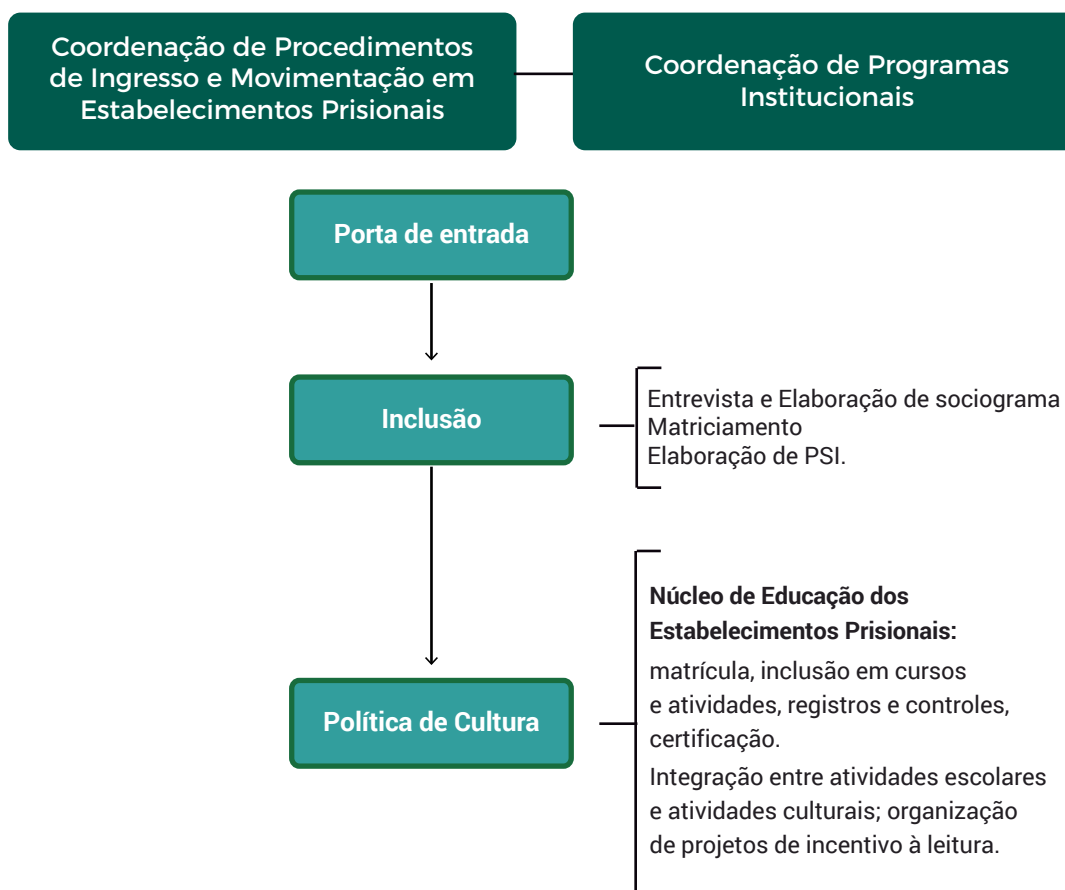 Coordenação de Procedimentos
de Ingresso e Movimentação em
Estabelecimentos Prisionais
Coordenação de Programas
Institucionais
Porta de entrada
Inclusão
Entrevista e Elaboração de sociograma
Matriciamento
Elaboração de PSI.
Política de Cultura
Núcleo de Educação dos
Estabelecimentos Prisionais:
matrícula, inclusão em cursos
e atividades, registros e controles,
certificação.
Integração entre atividades escolares
e atividades culturais; organização
de projetos de incentivo à leitura.